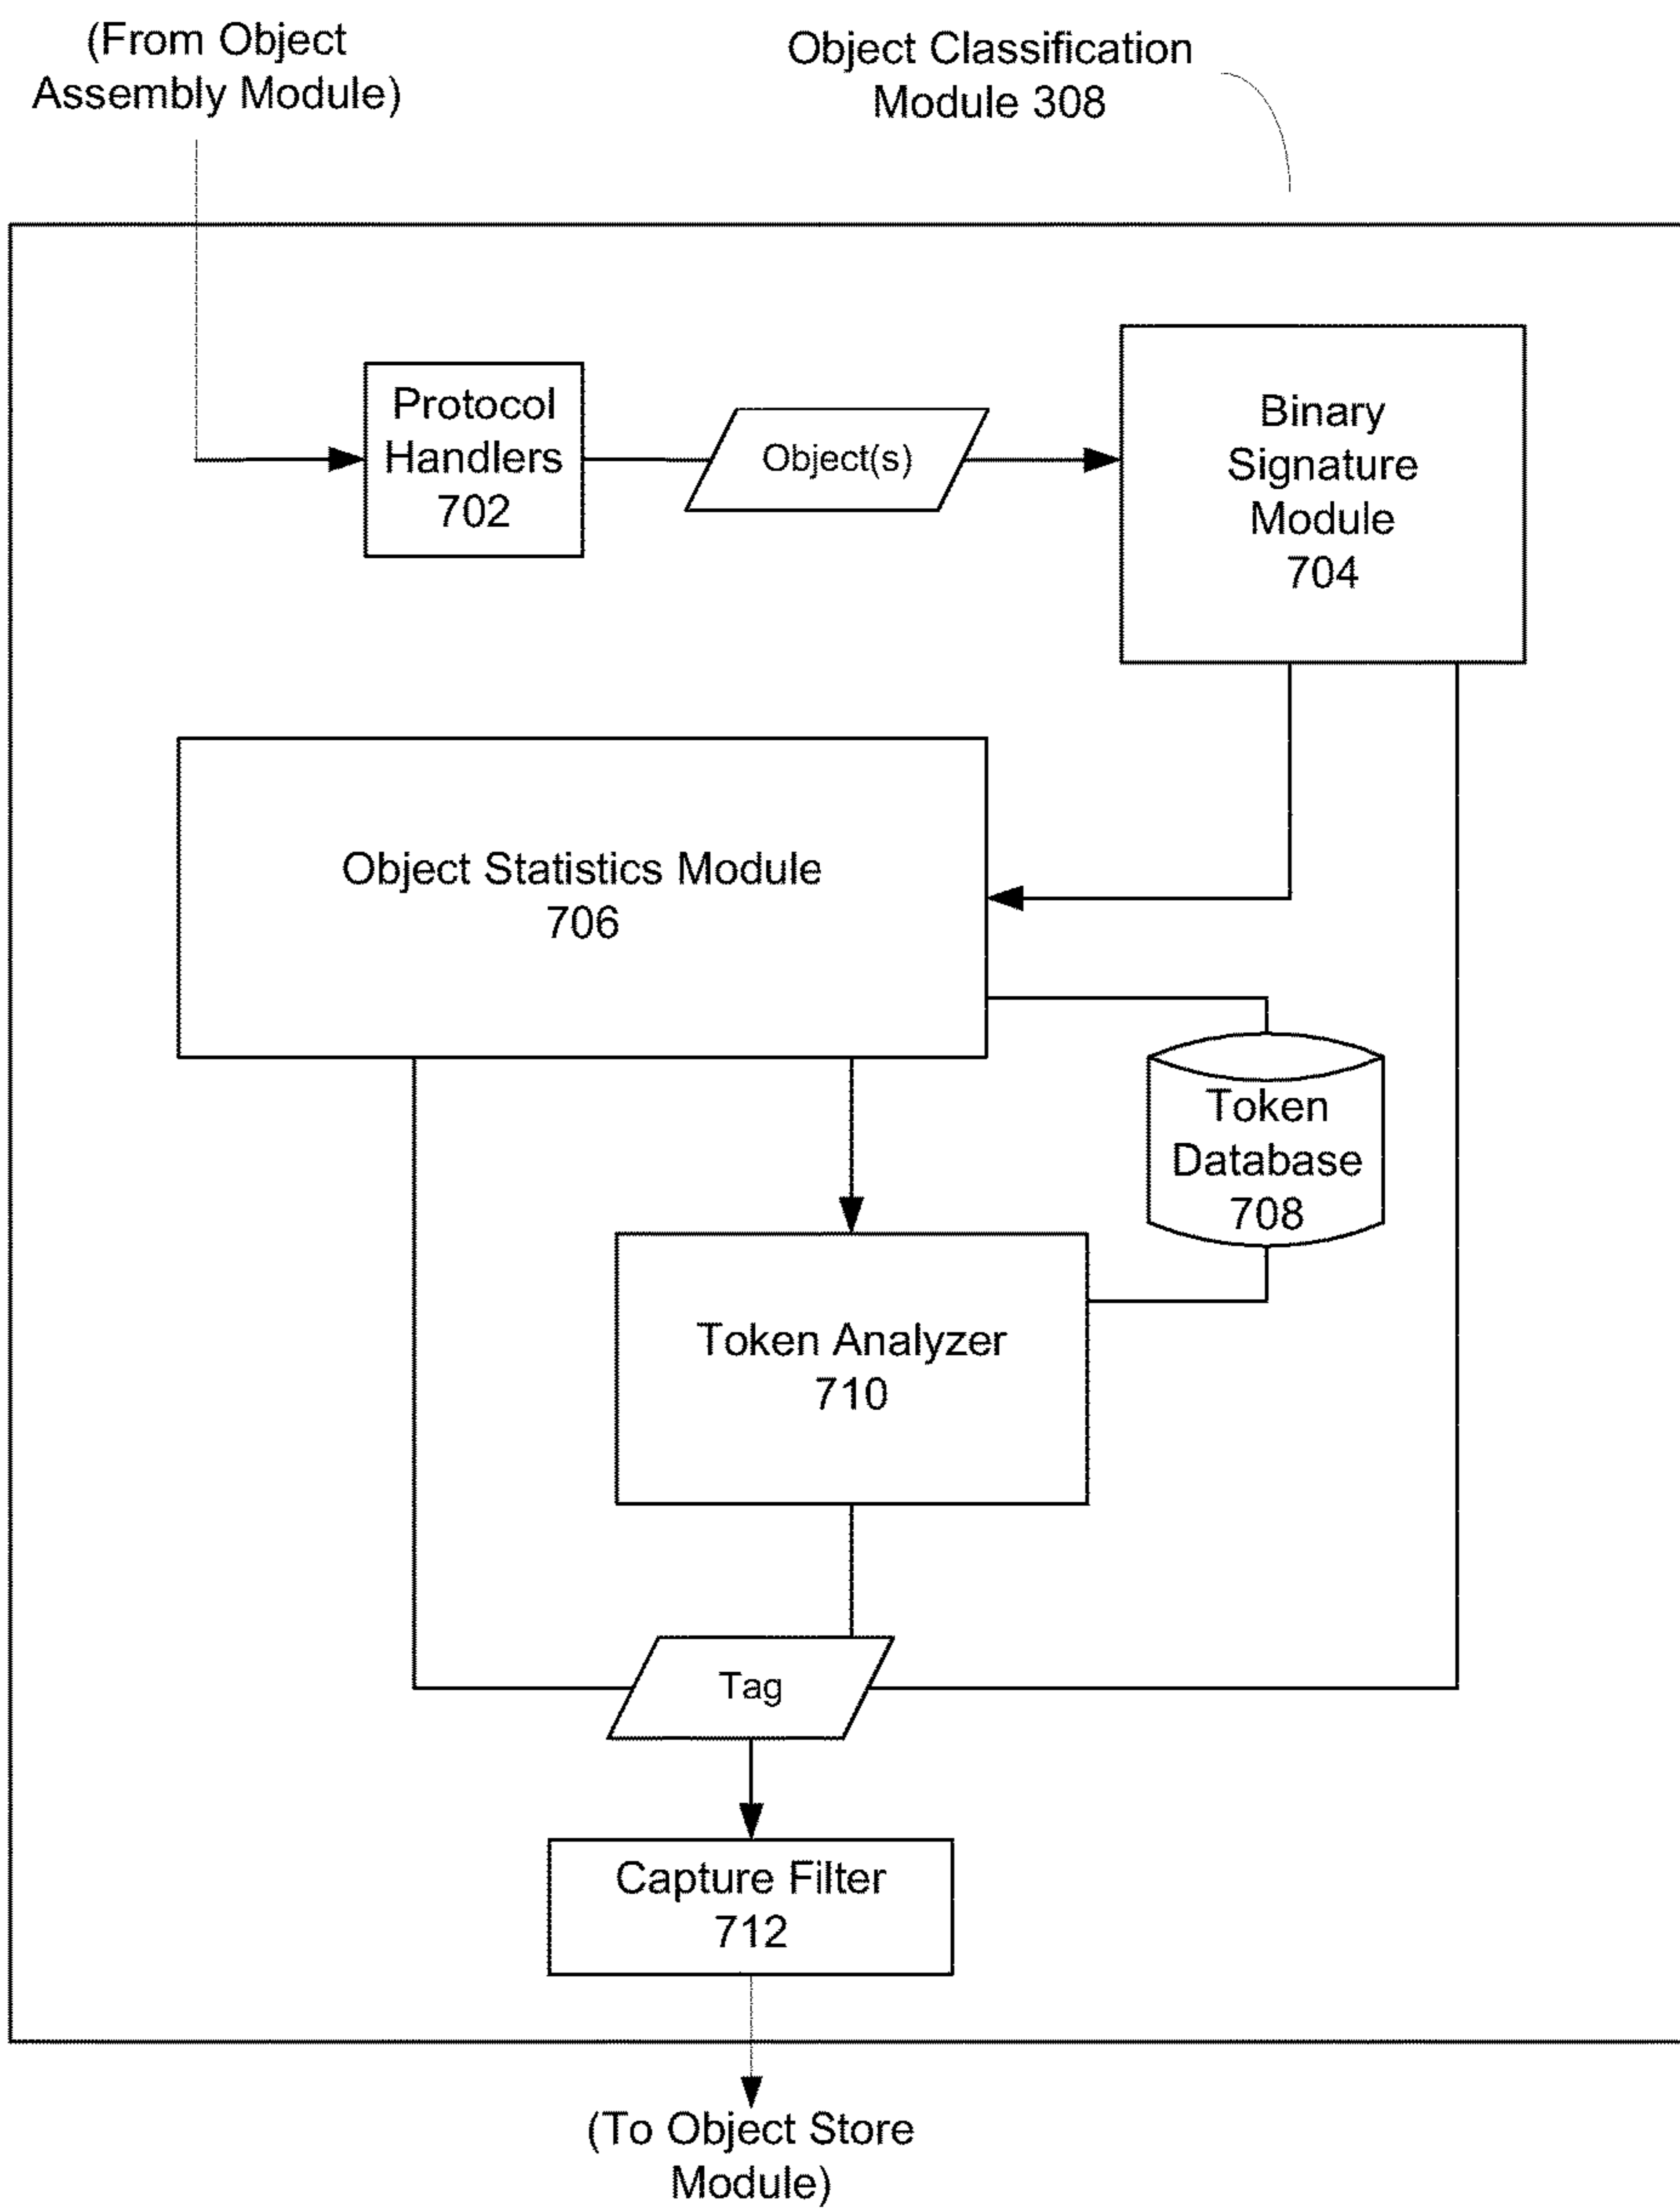 (From Object
Assembly Module)
Object Classification
Module 308
Protocol
Handlers
702
Object(s)
Binary
Signature
Module
704
Object Statistics Module
706
Token
Database
708
Token Analyzer
710
Tag
Capture Filter
712
(To Object Store
Module)